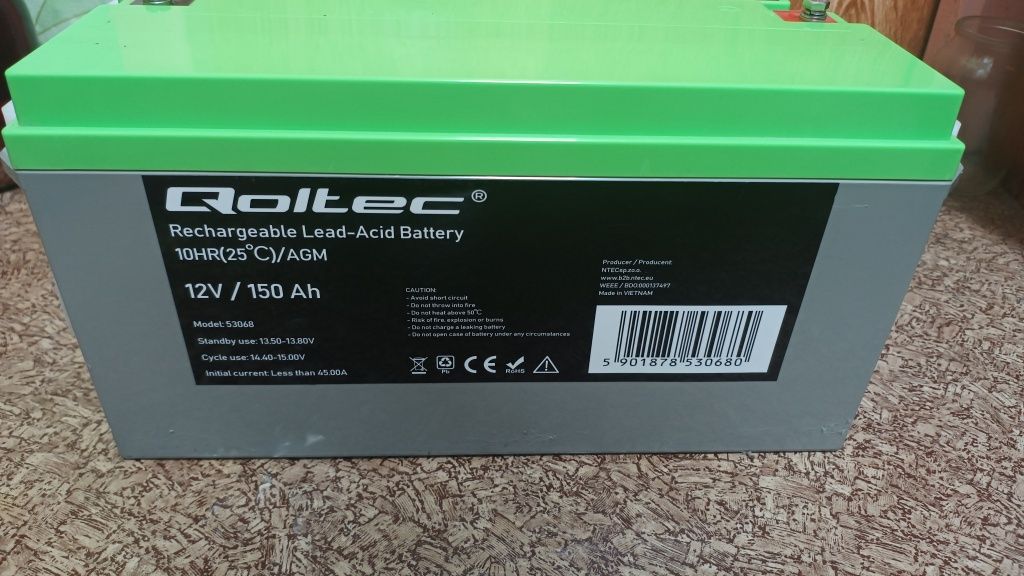 Qoltec®
Rechargeable Lead-Acid Battery
10HR(25°C)/AGM
12V / 150 Ah
Model: 53068
Standby use: 13.50-13.80V
Cycle use: 14.40-15.00V
Initial current: Less than 45.00A
CAUTION:
- Avoid short circuit
- Do not throw into fire
- Do not heat above 50°C
- Risk of fire, explosion or burns
- Do not charge a leaking battery
- Do not open case of battery under any circumstances
Pb
CE
RoHS
Producer / Producent:
NTECsp.z.o.o.
www.b2b.ntec.eu
WEEE / BDO:000137497
Made in VIETNAM
5 901878 530680